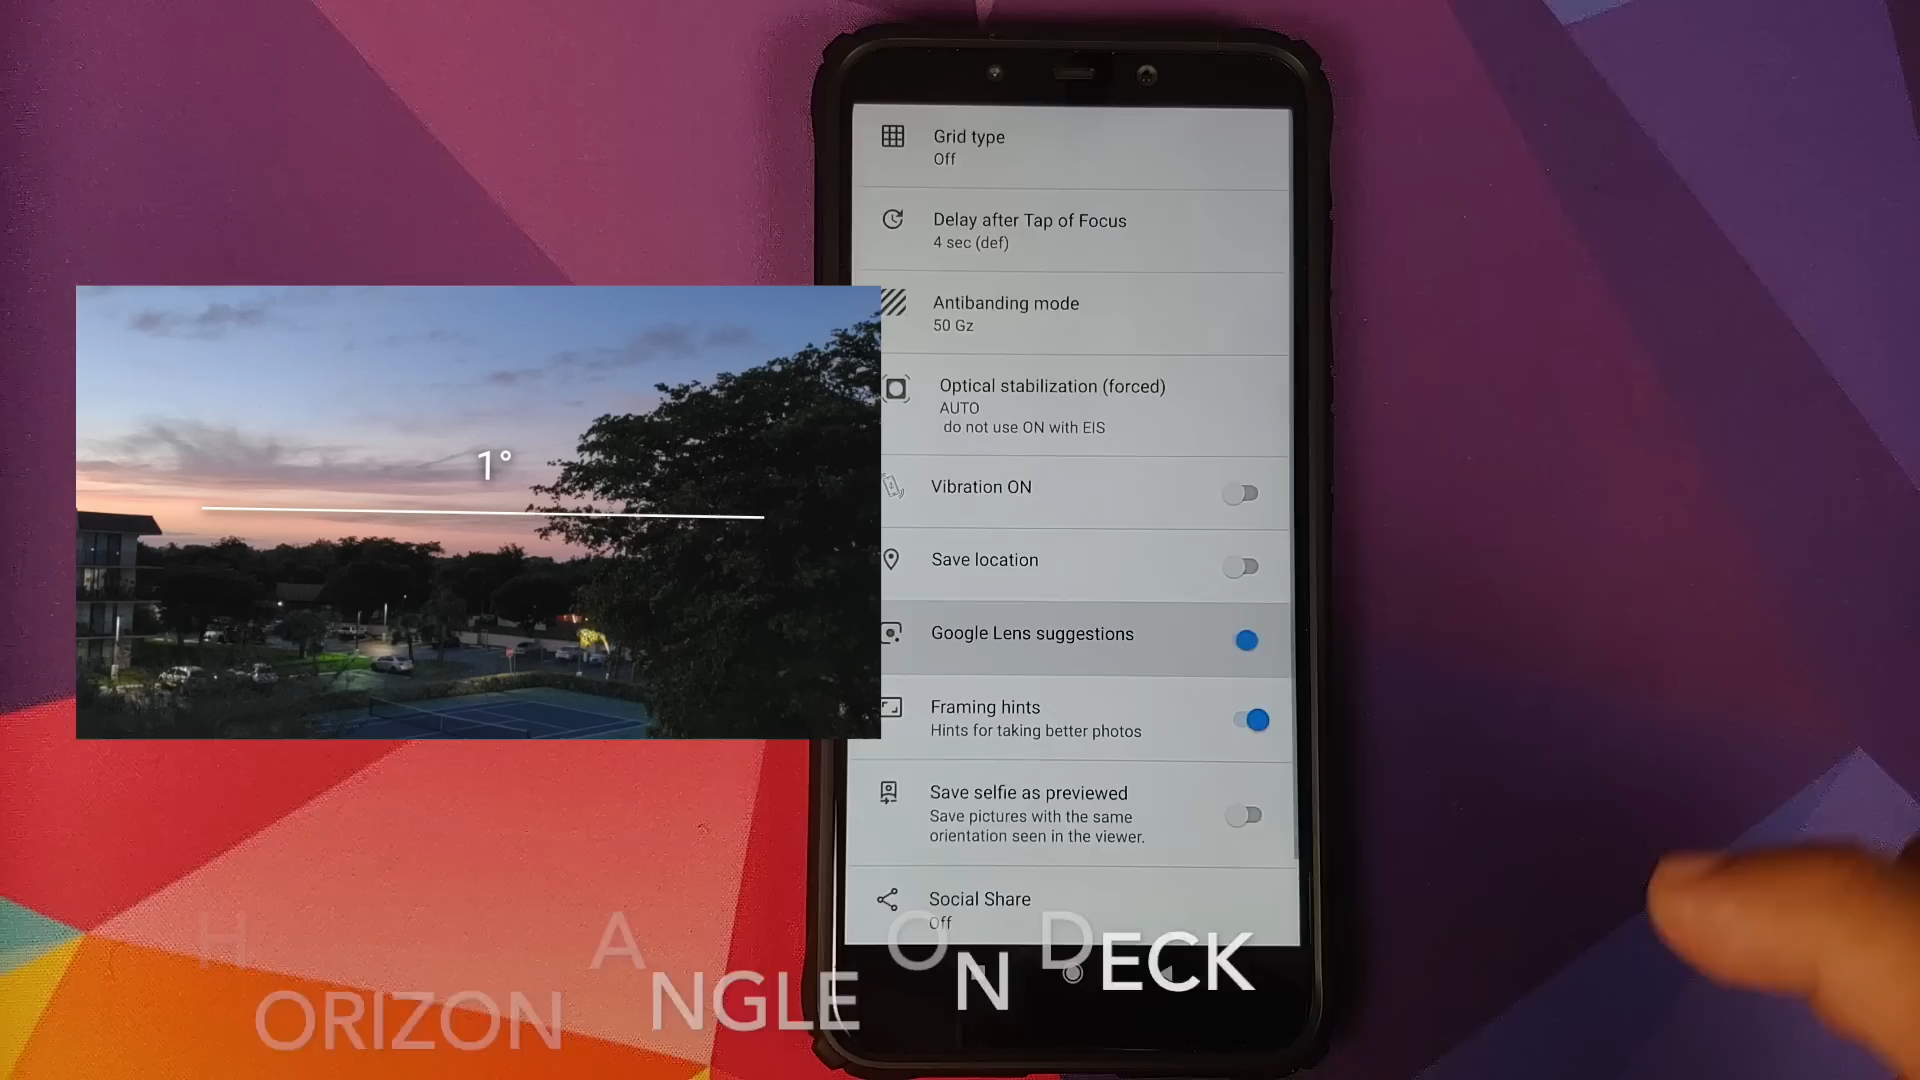 Grid type
Off
Delay after Tap of Focus
4 sec (def)
Antibanding mode
50 Gz
Optical stabilization (forced)
AUTO
do not use ON with EIS
1°
Vibration ON
Save location
Google Lens suggestions
Framing hints
Hints for taking better photos
Save selfie as previewed
Save pictures with the same
orientation seen in the viewer.
Social Share
Off
HORIZON ANGLE ON DECK